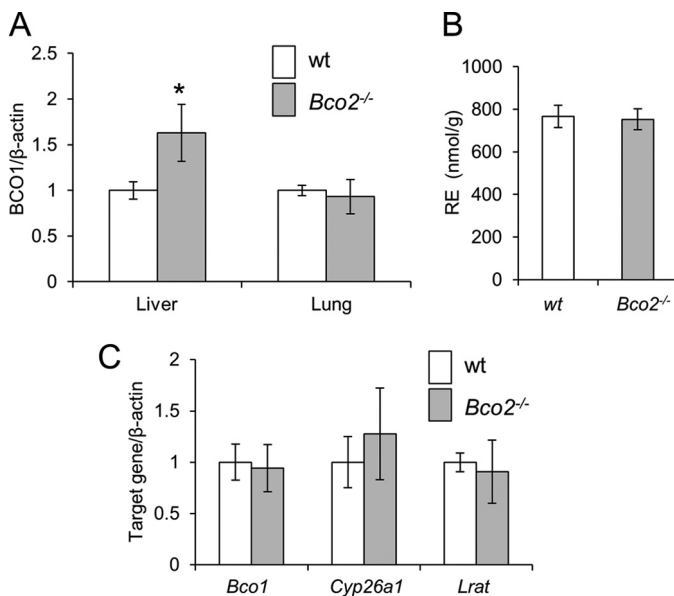 A
BCO1/β-actin
2.5
2
1.5
1
0.5
0
*
wt
Bco2-/-
Liver
Lung
B
RE (nmol/g)
1000
800
600
400
200
0
wt
Bco2-/-
C
Target gene/β-actin
2
1.5
1
0.5
0
wt
Bco2-/-
Bco1
Cyp26a1
Lrat